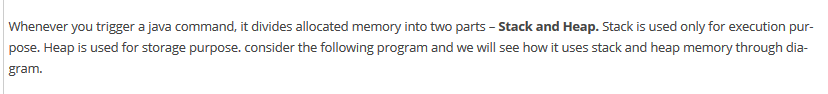 Whenever you trigger a java command, it divides allocated memory into two parts – Stack and Heap. Stack is used only for execution pur-
pose. Heap is used for storage purpose. consider the following program and we will see how it uses stack and heap memory through dia-
gram.